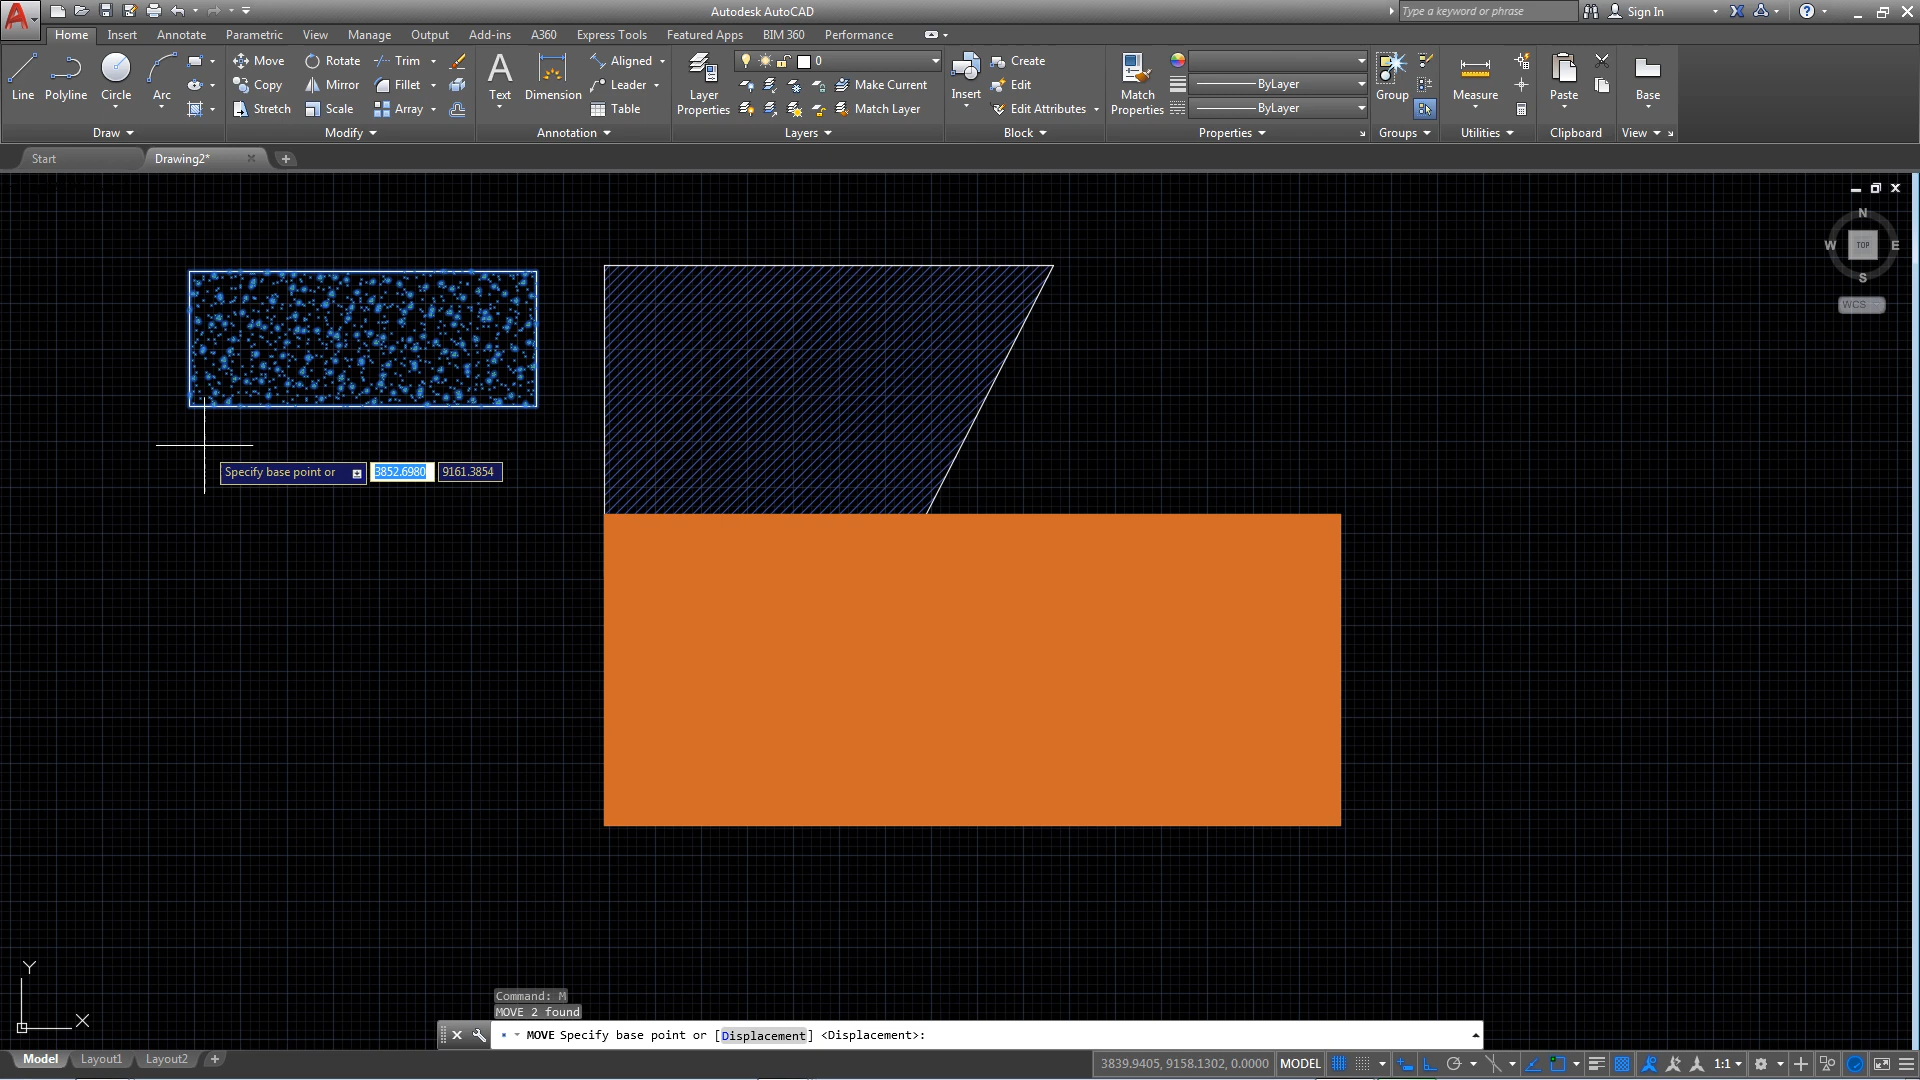 Autodesk AutoCAD
Type a keyword or phrase
Sign In
Home Insert Annotate Parametric View Manage Output Add-ins A360 Express Tools Featured Apps BIM 360 Performance
Line Polyline Circle Arc
Move Rotate Trim
Copy Mirror Fillet
Stretch Scale Array
Text Dimension
Aligned
Leader
Table
Layer Properties
0
Make Current
Match Layer
Insert
Create
Edit
Edit Attributes
Match Properties
ByLayer
ByLayer
Group
Measure
Paste
Base
Draw Modify Annotation Layers Block Properties Groups Utilities Clipboard View
Start Drawing2*
N
W TOP E
S
WCS
Specify base point or 3852.6980 9161.3854
Y
X
Command: M
MOVE 2 found
MOVE Specify base point or [Displacement] <Displacement>:
Model Layout1 Layout2
3839.9405, 9158.1302, 0.0000 MODEL 1:1